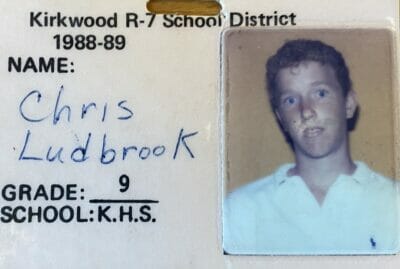 Kirkwood R-7 School District
1988-89
NAME:
Chris
Ludbrook
GRADE: 9
SCHOOL: K.H.S.